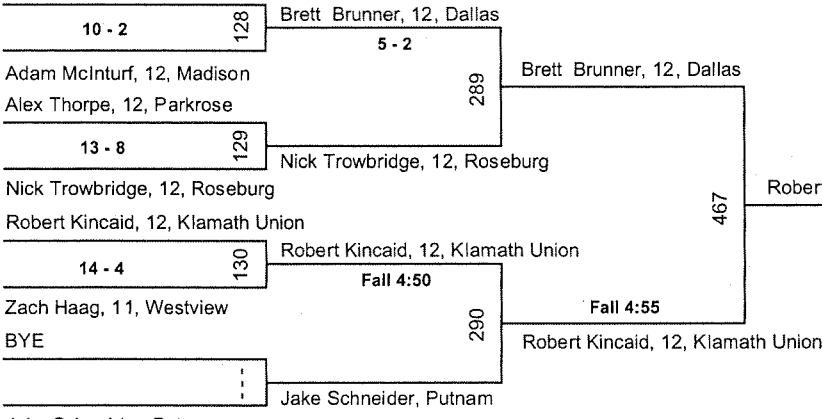 Brett Brunner, 12, Dallas
10 - 2
128
5 - 2
Adam McInturf, 12, Madison
Brett Brunner, 12, Dallas
289
Alex Thorpe, 12, Parkrose
13 - 8
129
Nick Trowbridge, 12, Roseburg
Nick Trowbridge, 12, Roseburg
467
Rober
Robert Kincaid, 12, Klamath Union
Robert Kincaid, 12, Klamath Union
14 - 4
130
Fall 4:50
Zach Haag, 11, Westview
290
Fall 4:55
BYE
Robert Kincaid, 12, Klamath Union
Jake Schneider, Putnam